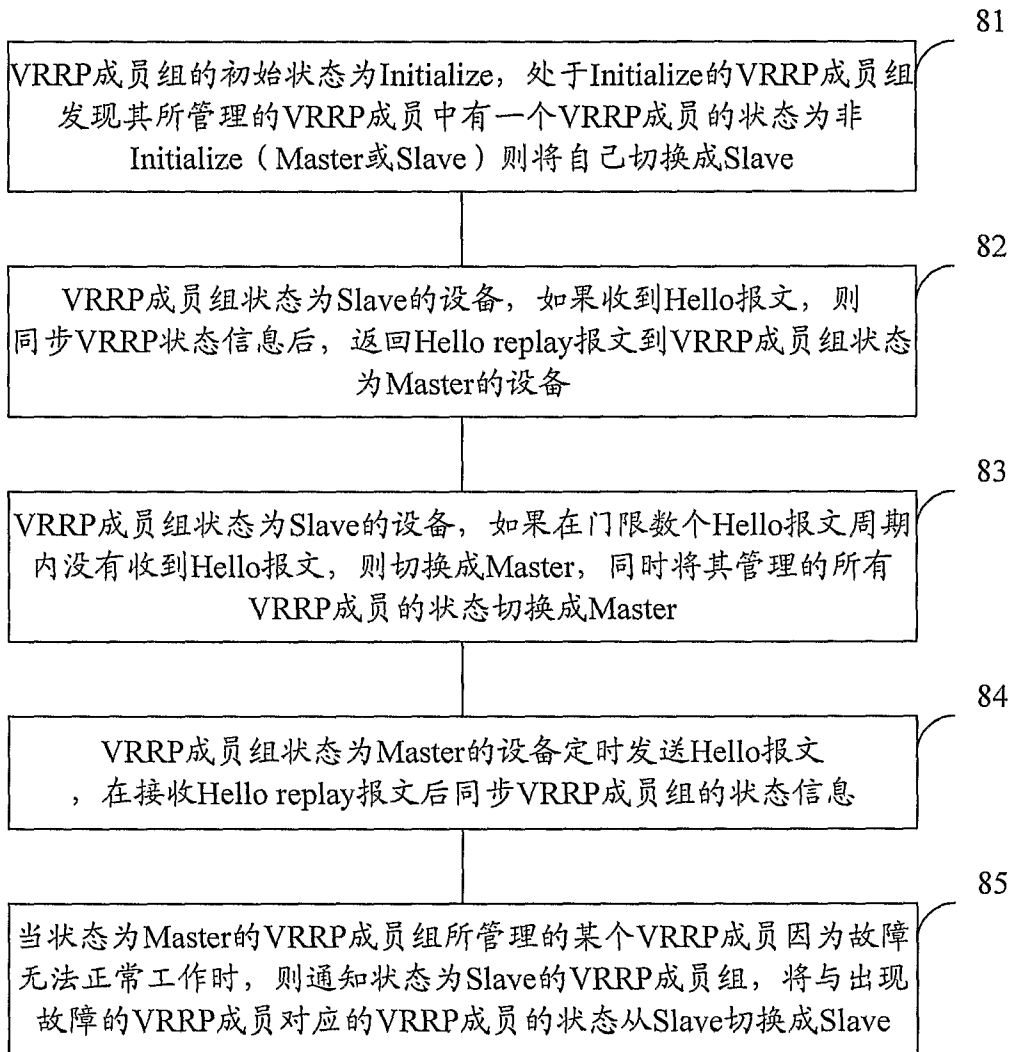 81
VRRP成员组的初始状态为Initialize，处于Initialize的VRRP成员组
发现其所管理的VRRP成员中有一个VRRP成员的状态为非
Initialize（Master或Slave）则将自己切换成Slave
82
VRRP成员组状态为Slave的设备，如果收到Hello报文，则
同步VRRP状态信息后，返回Hello replay报文到VRRP成员组状态
为Master的设备
83
VRRP成员组状态为Slave的设备，如果在门限数个Hello报文周期
内没有收到Hello报文，则切换成Master，同时将其管理的所有
VRRP成员的状态切换成Master
84
VRRP成员组状态为Master的设备定时发送Hello报文
，在接收Hello replay报文后同步VRRP成员组的状态信息
85
当状态为Master的VRRP成员组所管理的某个VRRP成员因为故障
无法正常工作时，则通知状态为Slave的VRRP成员组，将与出现
故障的VRRP成员对应的VRRP成员的状态从Slave切换成Slave